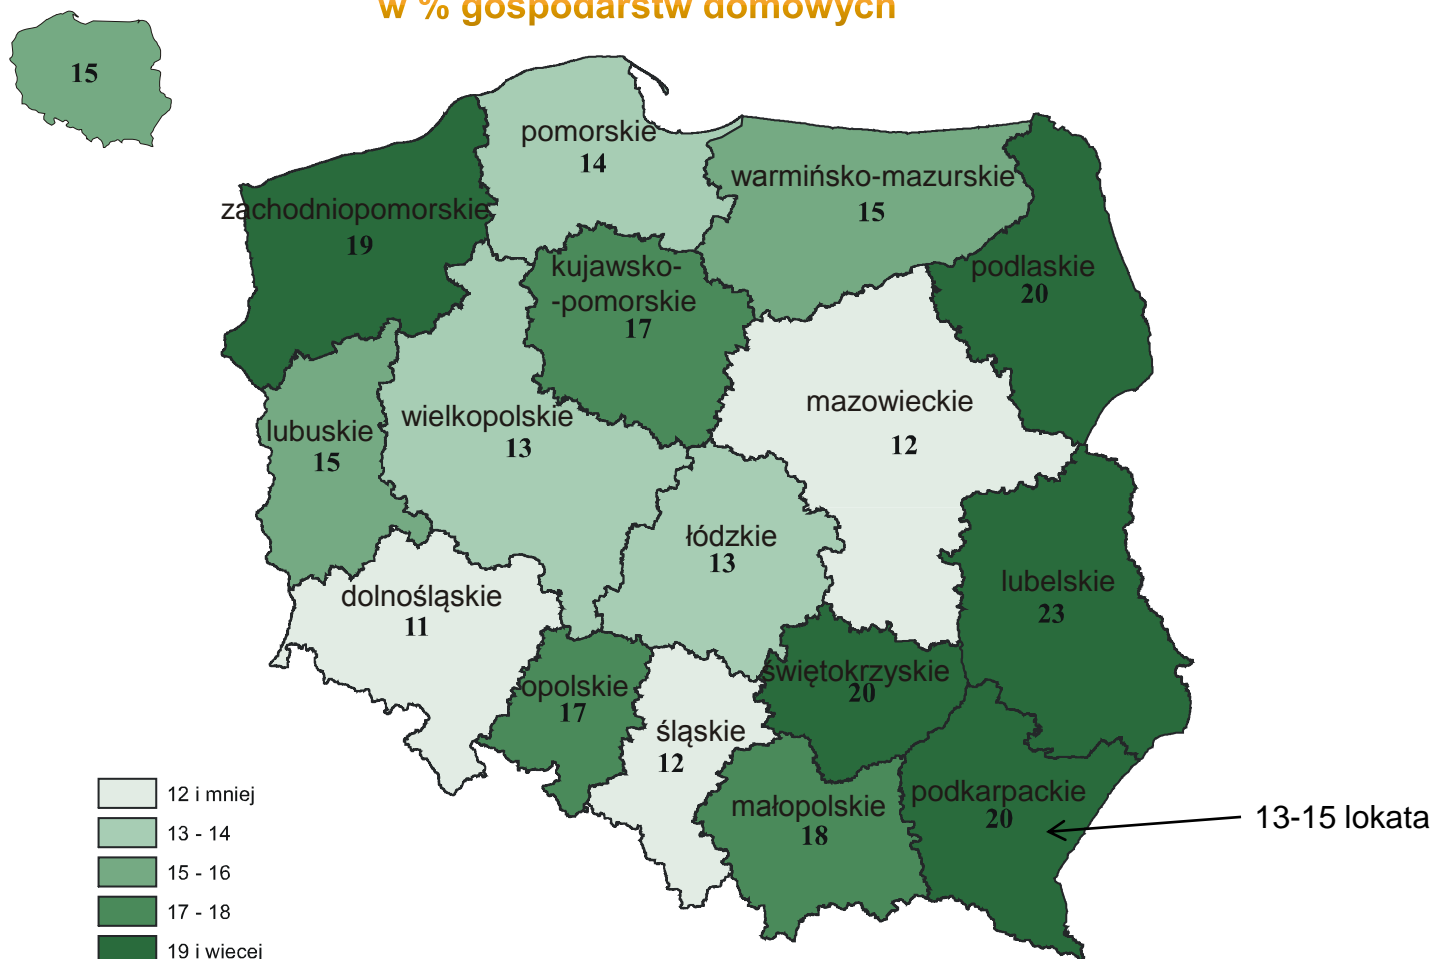 w % gospodarstw domowych
15
pomorskie
14
warmińsko-mazurskie
15
zachodniopomorskie
19
kujawsko-
-pomorskie
17
podlaskie
20
lubuskie
15
wielkopolskie
13
mazowieckie
12
łódzkie
13
dolnośląskie
11
lubelskie
23
opolskie
17
śląskie
12
świętokrzyskie
20
małopolskie
18
podkarpackie
20
13-15 lokata
12 i mniej
13 - 14
15 - 16
17 - 18
19 i wiecej